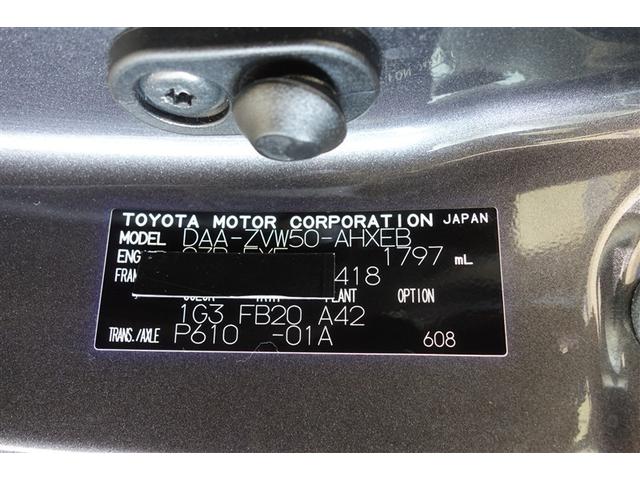 TOYOTA MOTOR CORPORATION JAPAN
MODEL DAA-ZVW50-AHXEB
1797 mL
418
PLANT OPTION
1G3 FB20 A42
TRANS./AXLE P610 -01A 608